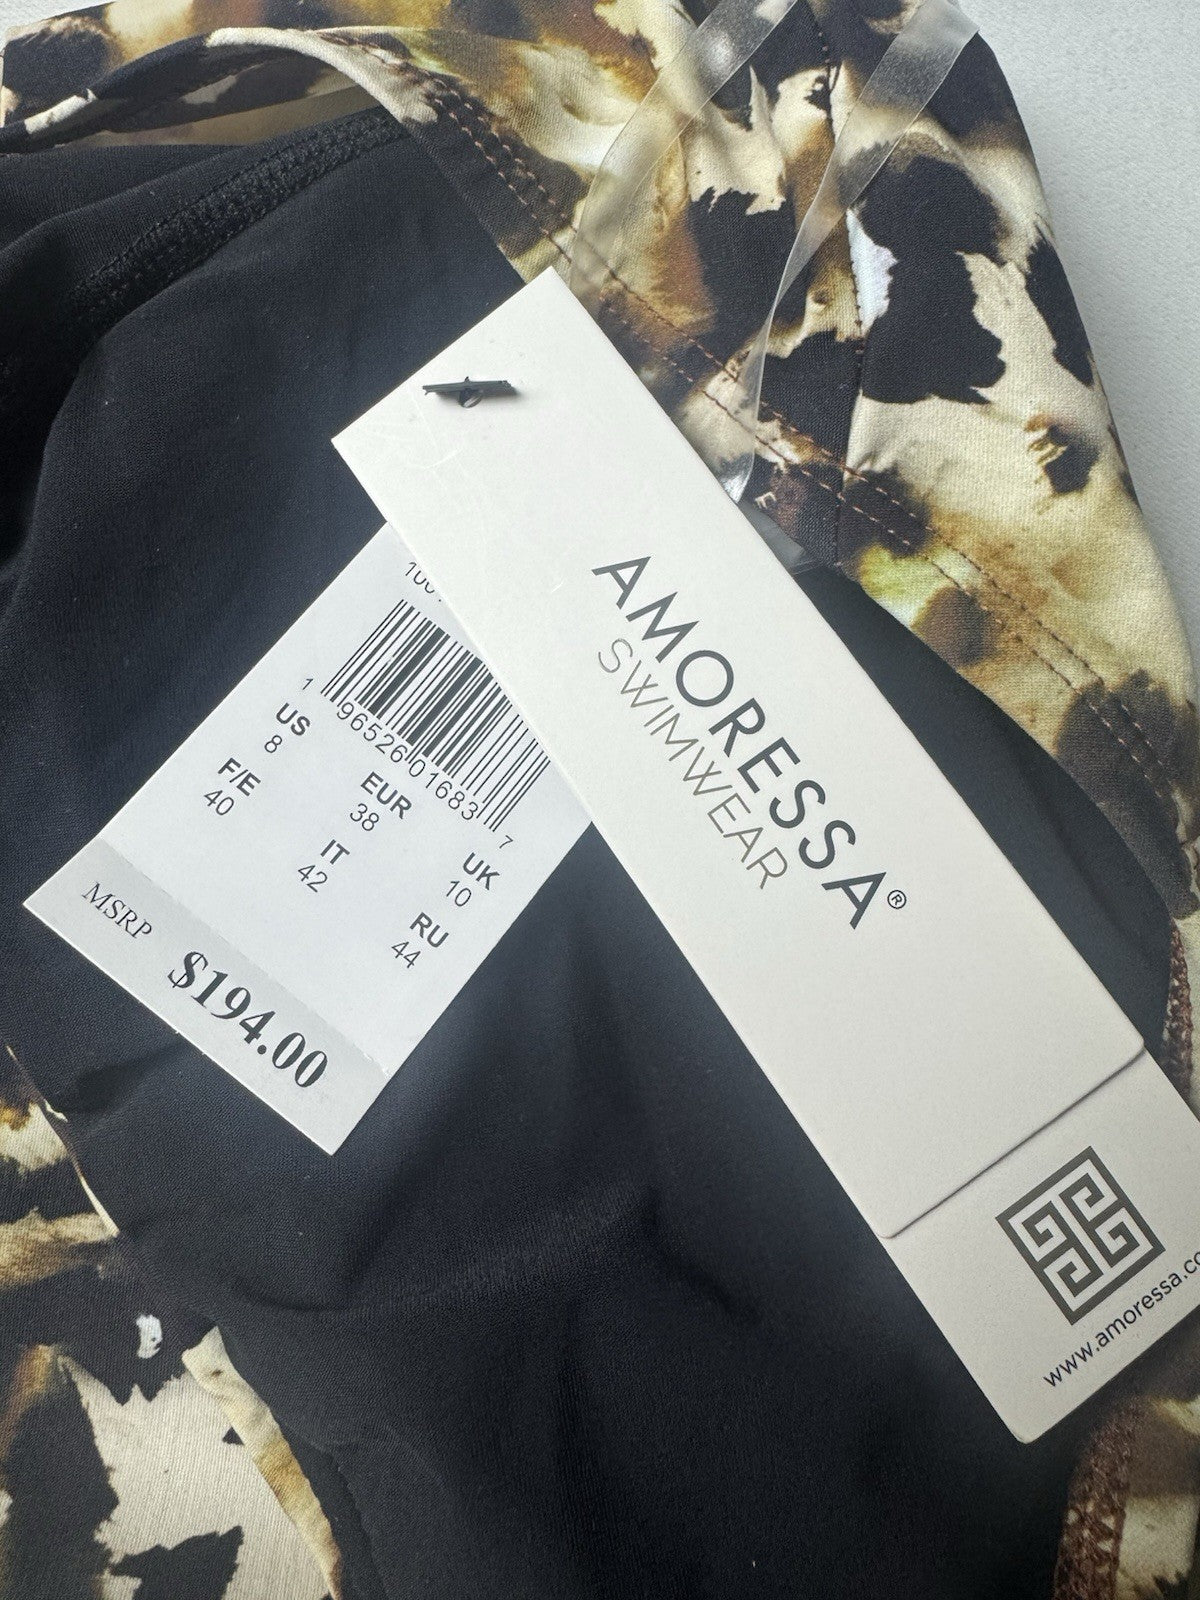 AMORESSA®
SWIMWEAR
www.amoressa.co
1 96526 01683 7
US EUR UK
8 38 10
F/E IT RU
40 42 44
MSRP
$194.00